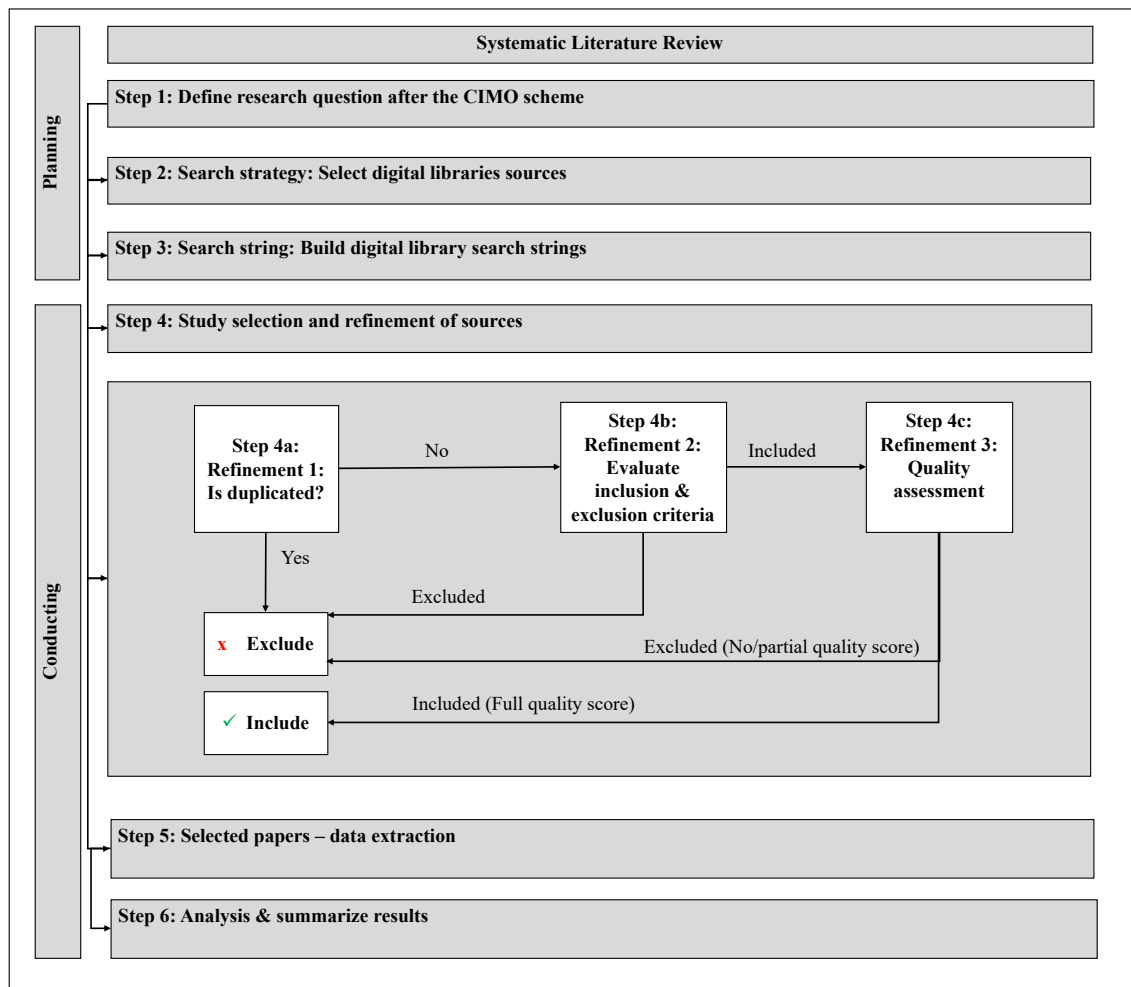 Systematic Literature Review
Planning
Step 1: Define research question after the CIMO scheme
Step 2: Search strategy: Select digital libraries sources
Step 3: Search string: Build digital library search strings
Conducting
Step 4: Study selection and refinement of sources
Step 4a:
Refinement 1:
Is duplicated?
No
Step 4b:
Refinement 2:
Evaluate
inclusion &
exclusion criteria
Included
Step 4c:
Refinement 3:
Quality
assessment
Yes
Excluded
x Exclude
Excluded (No/partial quality score)
Included (Full quality score)
✓ Include
Step 5: Selected papers – data extraction
Step 6: Analysis & summarize results